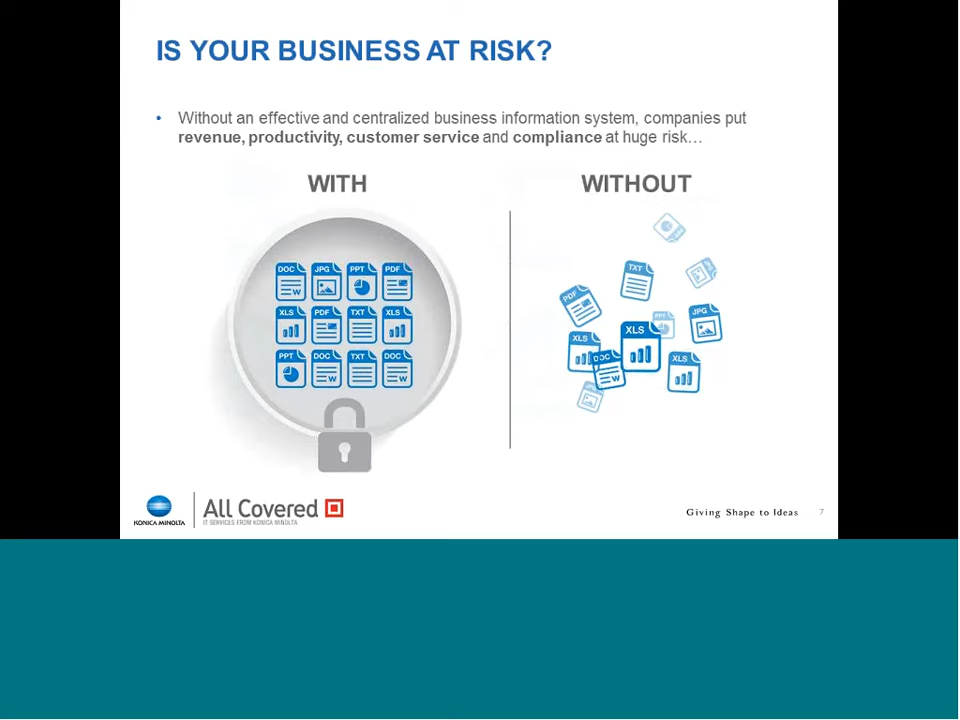 IS YOUR BUSINESS AT RISK?
• Without an effective and centralized business information system, companies put
revenue, productivity, customer service and compliance at huge risk…
WITH
DOC JPG PPT PDF
W
XLS PDF TXT XLS
PPT DOC TXT DOC
W W
WITHOUT
TXT
PDF
JPG
PPT
XLS
XLS
DOC
W
XLS
KONICA MINOLTA
All Covered
IT SERVICES FROM KONICA MINOLTA
Giving Shape to Ideas 7